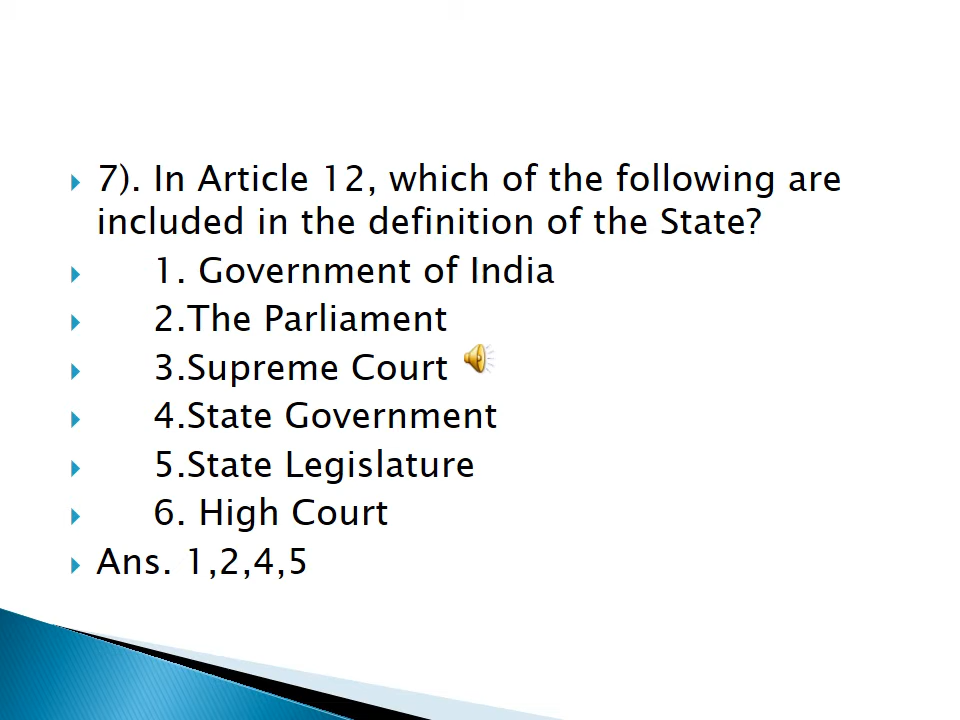 7). In Article 12, which of the following are
included in the definition of the State?
1. Government of India
2.The Parliament
3.Supreme Court
4.State Government
5.State Legislature
6. High Court
Ans. 1,2,4,5